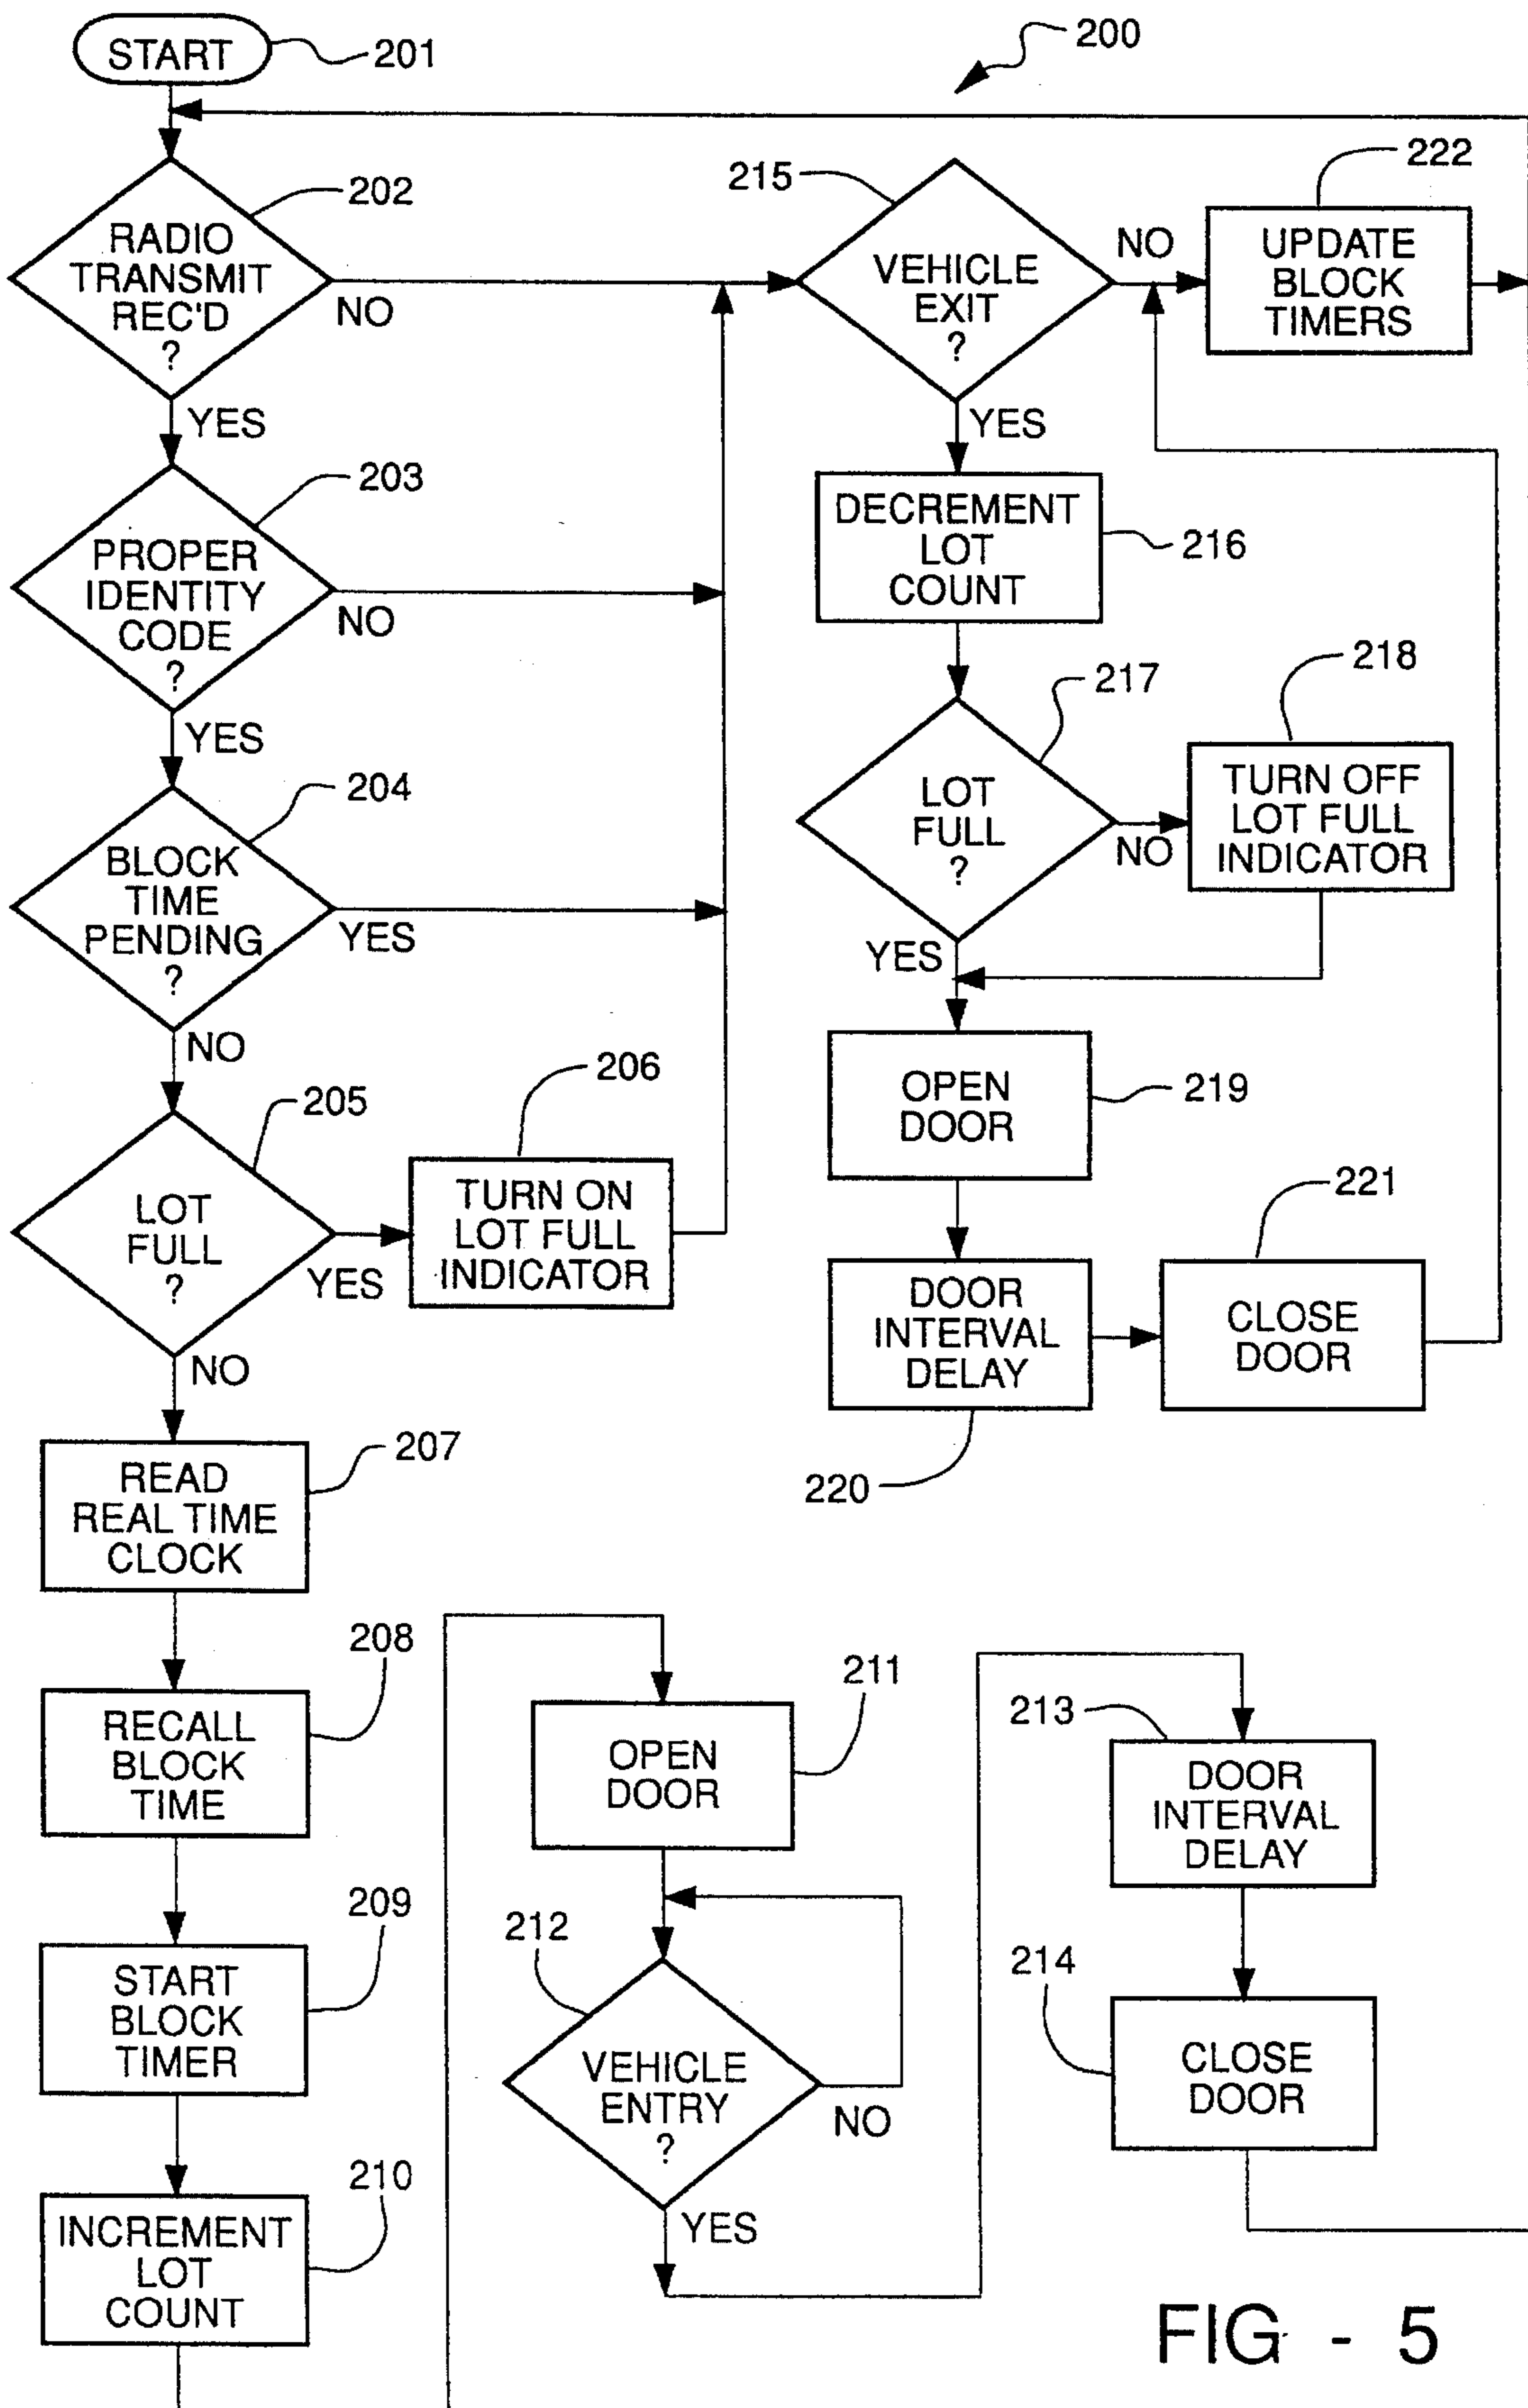 START
201
200
RADIO
TRANSMIT
REC'D
?
202
NO
YES
215
VEHICLE
EXIT
?
NO
YES
222
UPDATE
BLOCK
TIMERS
203
PROPER
IDENTITY
CODE
?
NO
YES
DECREMENT
LOT
COUNT
216
217
LOT
FULL
?
NO
YES
218
TURN OFF
LOT FULL
INDICATOR
204
BLOCK
TIME
PENDING
?
YES
NO
OPEN
DOOR
219
205
LOT
FULL
?
YES
NO
206
TURN ON
LOT FULL
INDICATOR
DOOR
INTERVAL
DELAY
220
221
CLOSE
DOOR
READ
REAL TIME
CLOCK
207
208
RECALL
BLOCK
TIME
209
START
BLOCK
TIMER
210
INCREMENT
LOT
COUNT
211
OPEN
DOOR
212
VEHICLE
ENTRY
?
NO
YES
213
DOOR
INTERVAL
DELAY
214
CLOSE
DOOR
FIG - 5